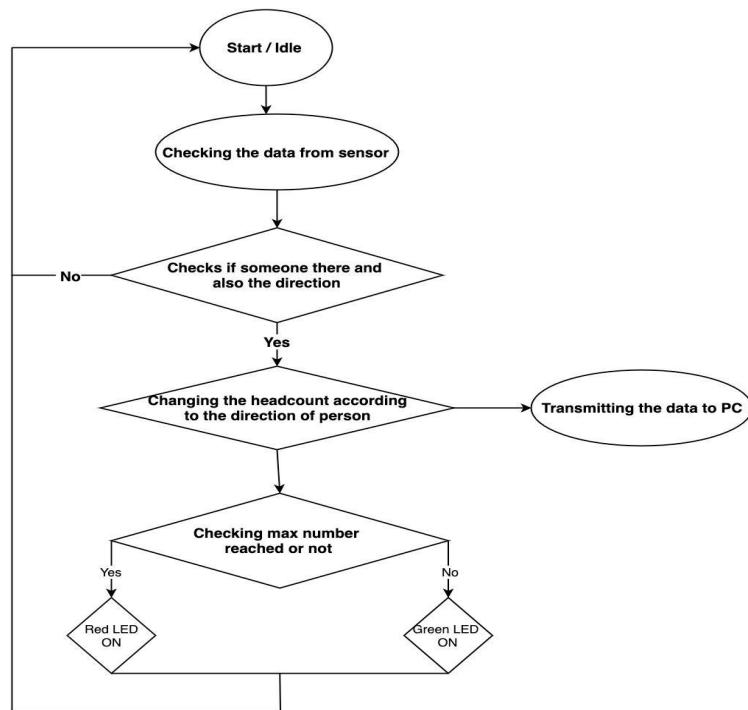 Start / Idle
Checking the data from sensor
Checks if someone there and
also the direction
No
Yes
Changing the headcount according
to the direction of person
Transmitting the data to PC
Checking max number
reached or not
Yes
No
Red LED
ON
Green LED
ON